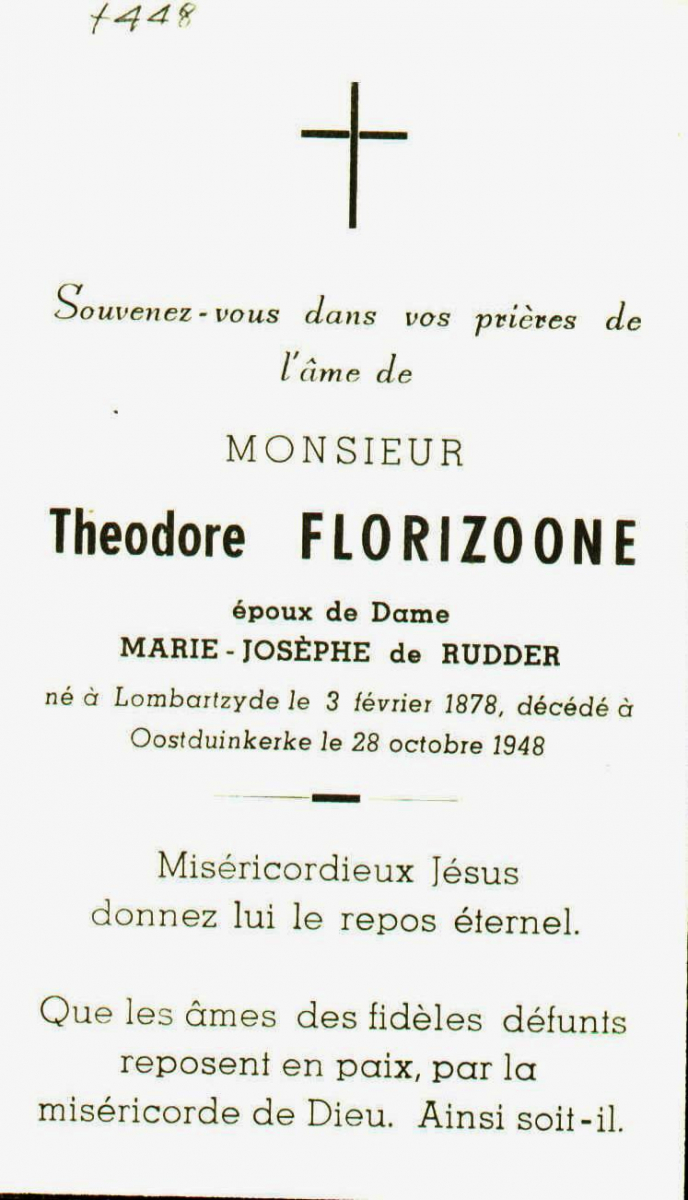 +448
Souvenez-vous dans vos prières de
l'âme de
MONSIEUR
Theodore FLORIZOONE
époux de Dame
MARIE-JOSÈPHE de RUDDER
né à Lombartzyde le 3 février 1878, décédé à
Oostduinkerke le 28 octobre 1948
Miséricordieux Jésus
donnez lui le repos éternel.
Que les âmes des fidèles défunts
reposent en paix, par la
miséricorde de Dieu. Ainsi soit-il.